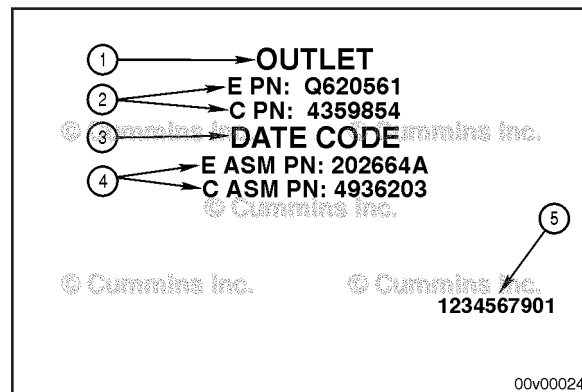 1 OUTLET
2 E PN: Q620561
C PN: 4359854
© Cummins Inc. © Cummins Inc.
3 DATE CODE
4 E ASM PN: 202664A
C ASM PN: 4936203
© Cummins Inc.
5
© Cummins Inc. © Cummins Inc.
1234567901
00v00024